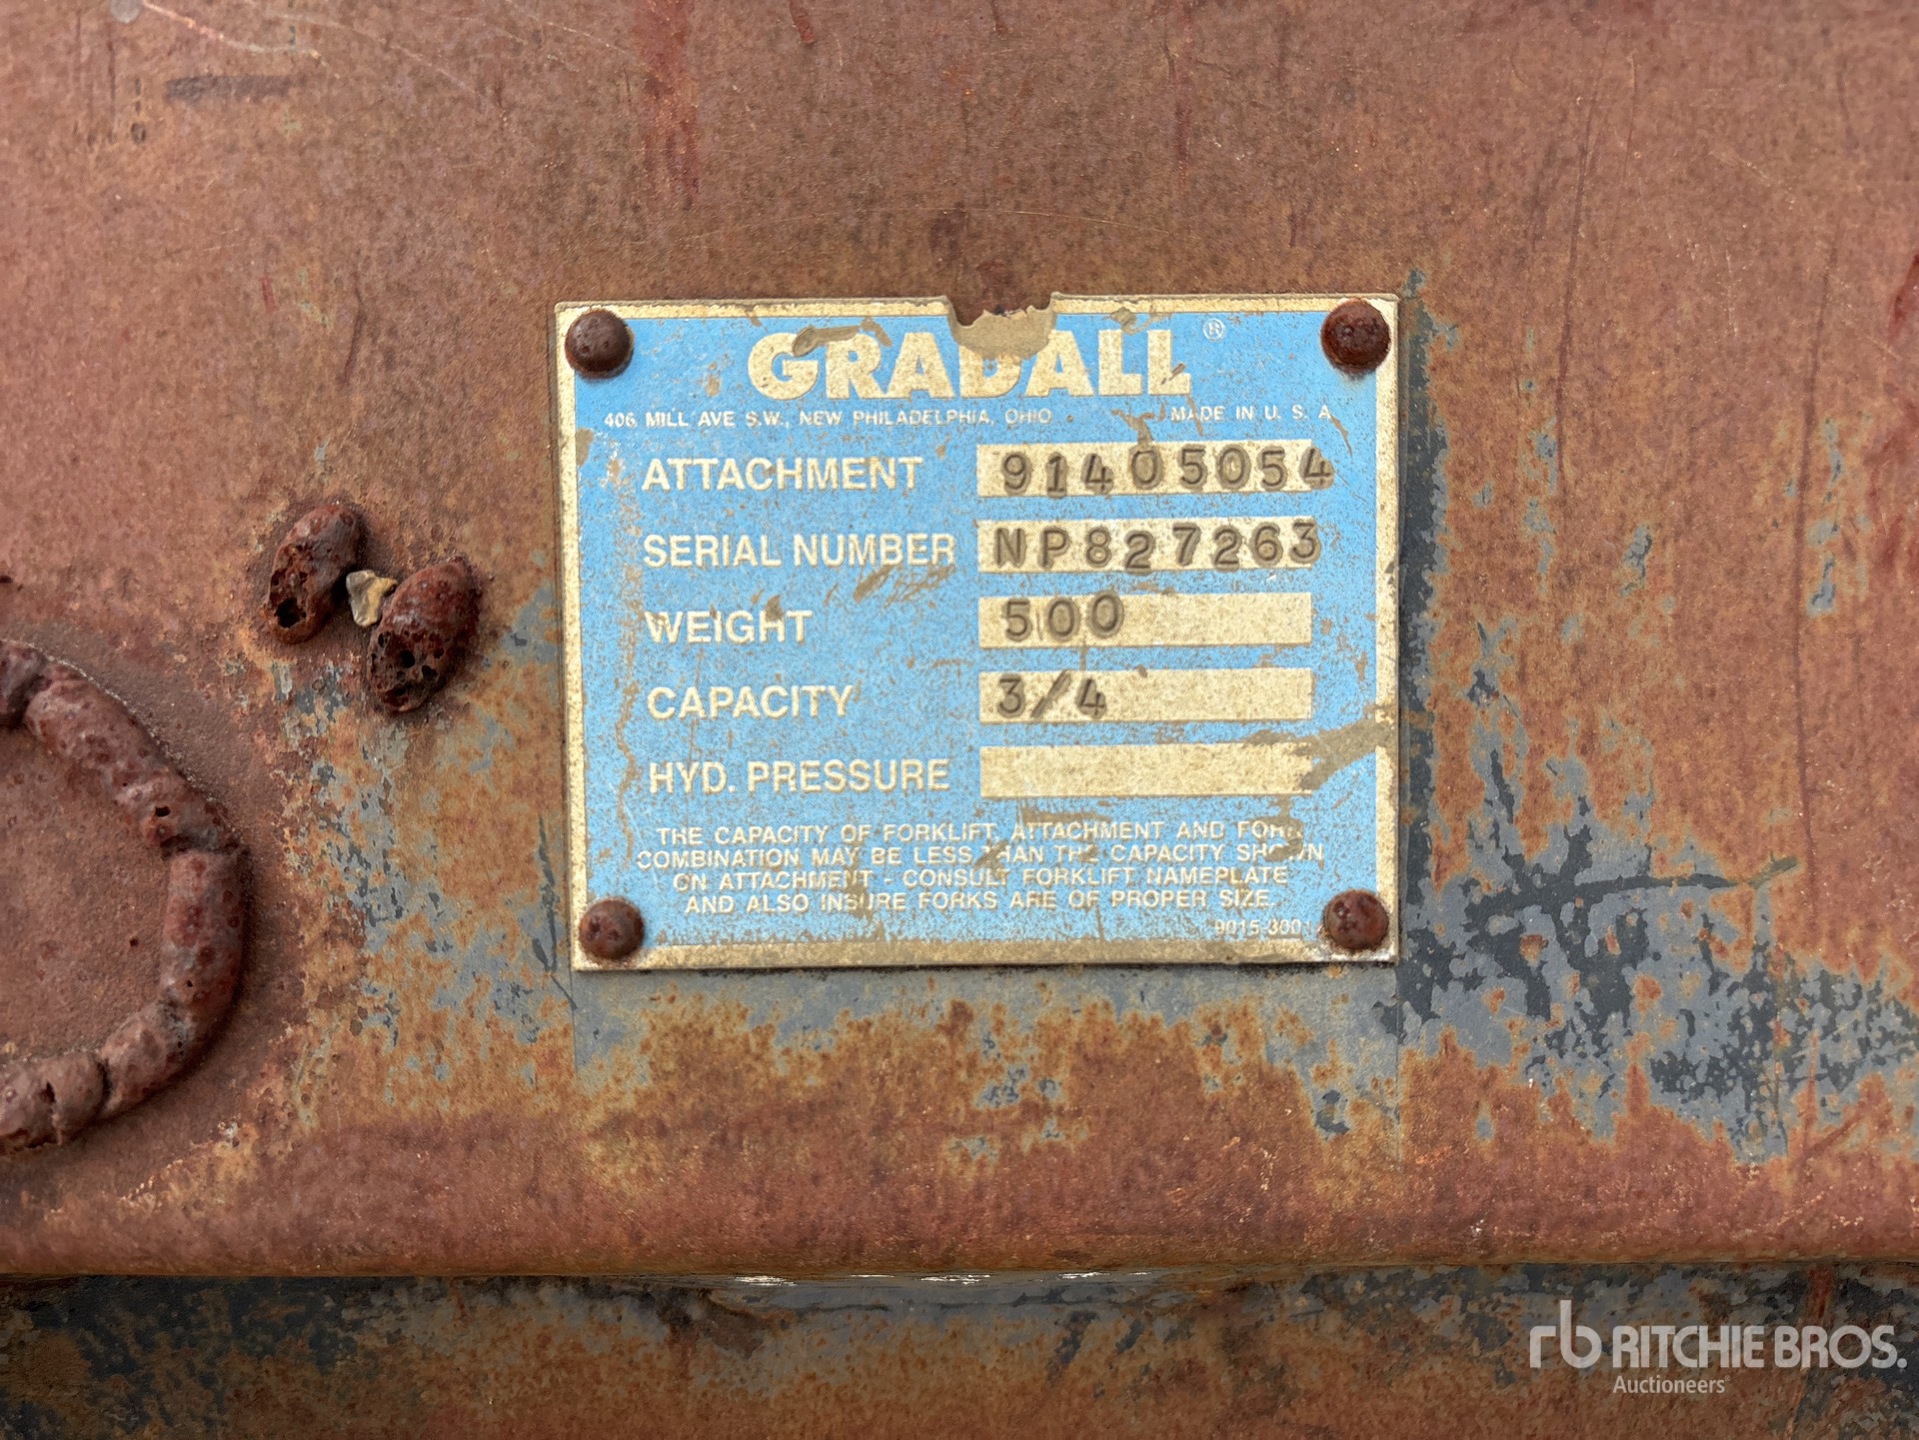 GRADALL®
406 MILL AVE S.W., NEW PHILADELPHIA, OHIO MADE IN U. S. A
ATTACHMENT 91405054
SERIAL NUMBER NP827263
WEIGHT 500
CAPACITY 3/4
HYD. PRESSURE
THE CAPACITY OF FORKLIFT, ATTACHMENT AND FORK
COMBINATION MAY BE LESS THAN THE CAPACITY SHOWN
ON ATTACHMENT - CONSULT FORKLIFT NAMEPLATE
AND ALSO INSURE FORKS ARE OF PROPER SIZE.
rb RITCHIE BROS.
Auctioneers